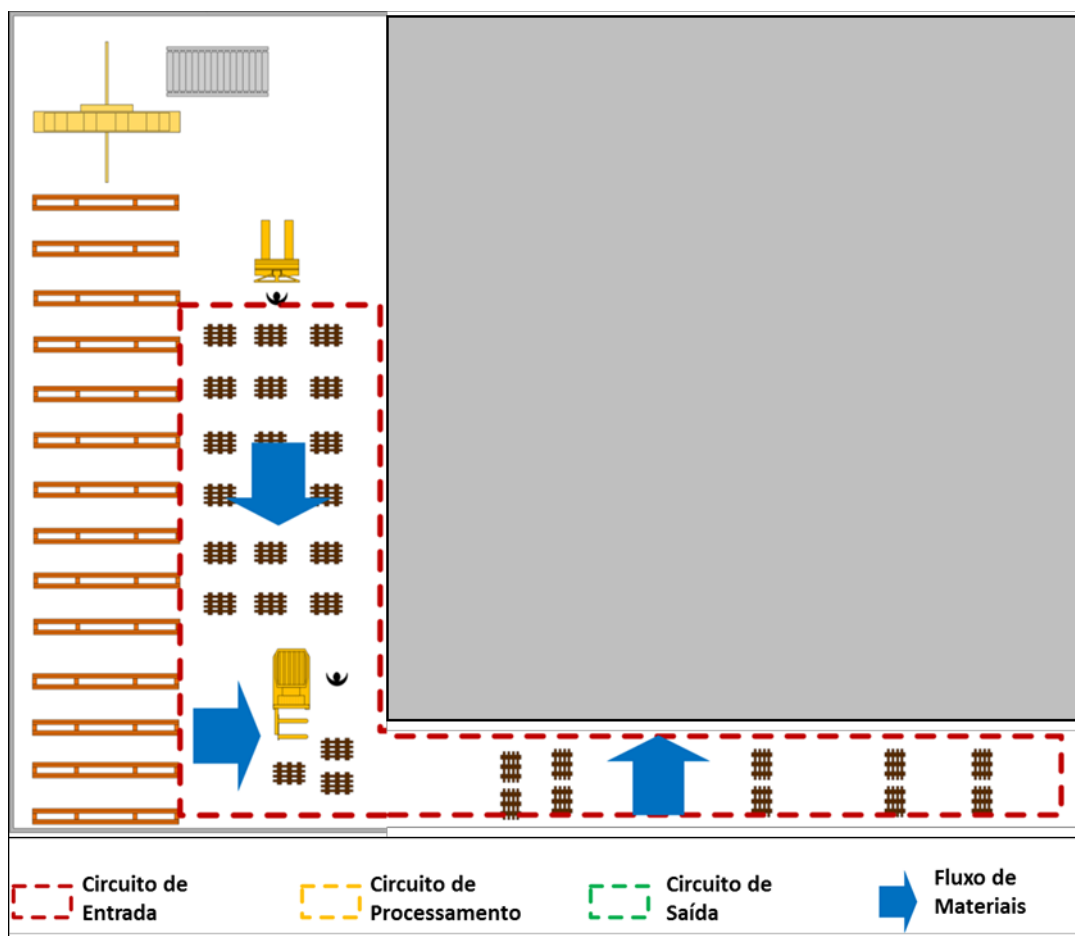 Circuito de
Entrada
Circuito de
Processamento
Circuito de
Saída
Fluxo de
Materiais